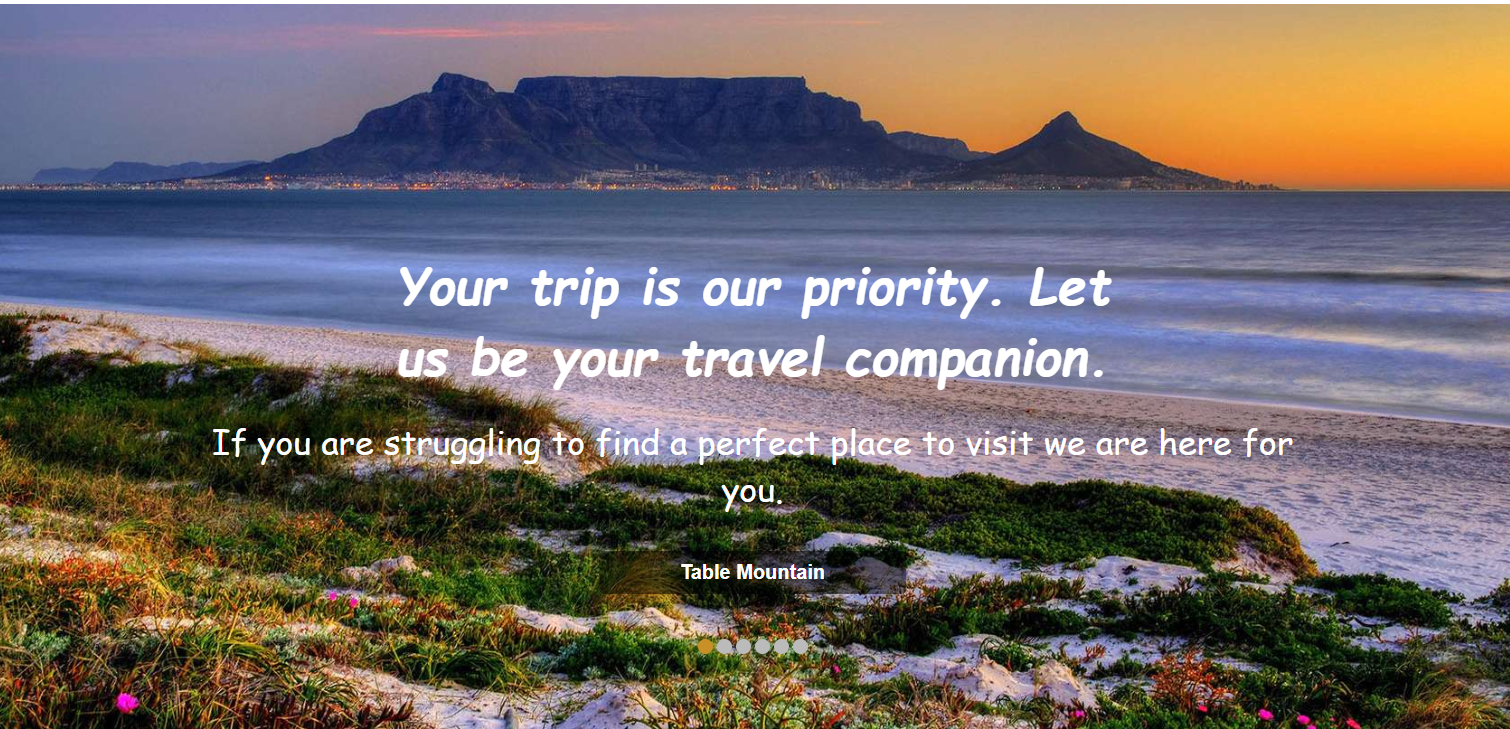 Your trip is our priority. Let
us be your travel companion.
If you are struggling to find a perfect place to visit we are here for
you.
Table Mountain